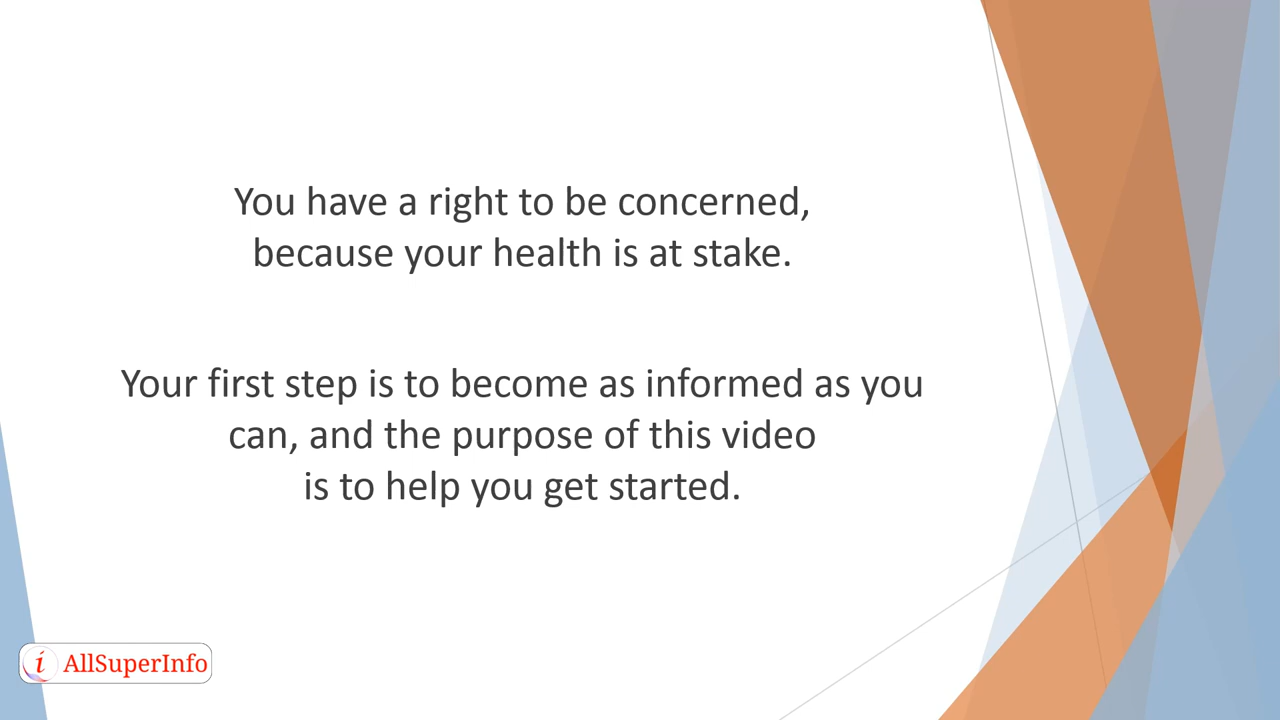 You have a right to be concerned,
because your health is at stake.
Your first step is to become as informed as you
can, and the purpose of this video
is to help you get started.
i AllSuperInfo